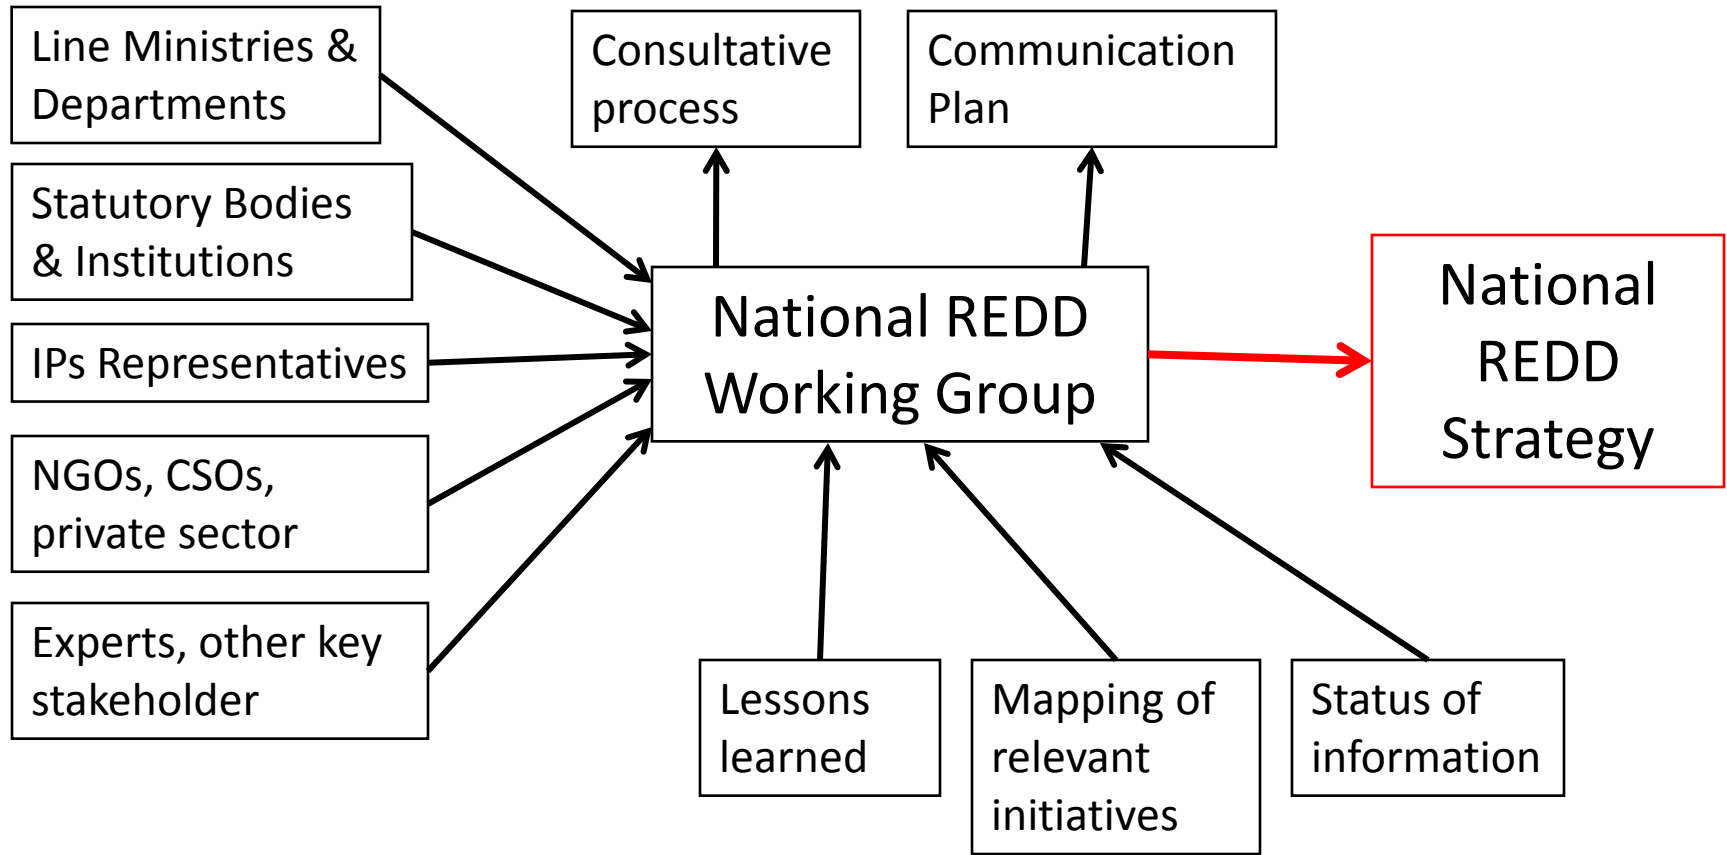 Line Ministries &
Departments
Consultative
process
Communication
Plan
Statutory Bodies
& Institutions
IPs Representatives
NGOs, CSOs,
private sector
Experts, other key
stakeholder
National REDD
Working Group
National
REDD
Strategy
Lessons
learned
Mapping of
relevant
initiatives
Status of
information